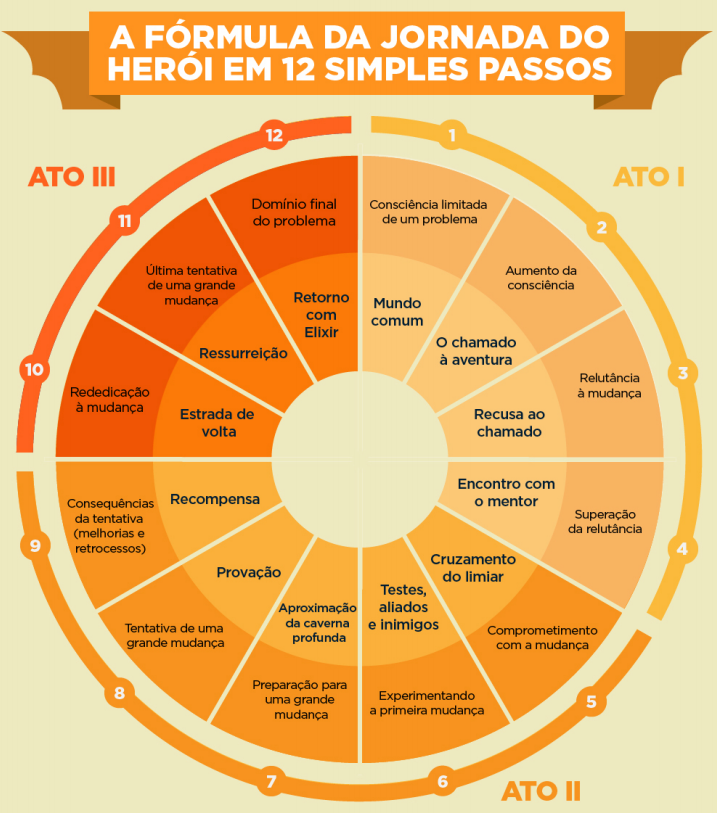 A FÓRMULA DA JORNADA DO
HERÓI EM 12 SIMPLES PASSOS
ATO I
1
Consciência limitada
de um problema
Mundo
comum
2
Aumento da
consciência
O chamado
à aventura
3
Relutância
à mudança
Recusa ao
chamado
4
Superação
da relutância
Encontro com
o mentor
ATO II
5
Comprometimento
com a mudança
Cruzamento
do limiar
6
Experimentando
a primeira mudança
Testes,
aliados
e inimigos
7
Preparação para
uma grande
mudança
Aproximação
da caverna
profunda
8
Tentativa de uma
grande mudança
Provação
9
Consequências
da tentativa
(melhorias e
retrocessos)
Recompensa
ATO III
10
Rededicação
à mudança
Estrada de
volta
11
Última tentativa
de uma grande
mudança
Ressurreição
12
Domínio final
do problema
Retorno
com
Elixir